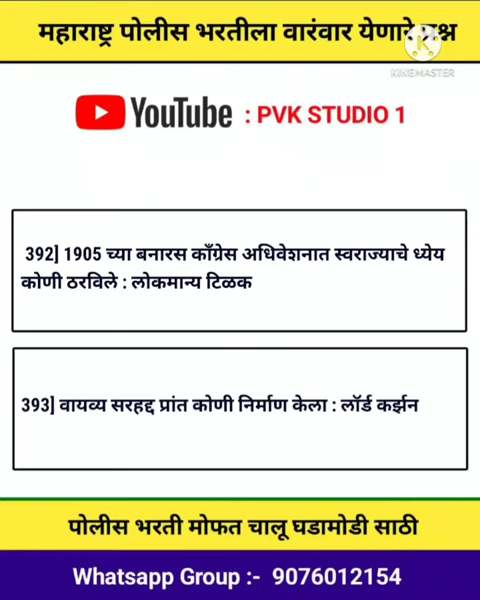 महाराष्ट्र पोलीस भरतीला वारंवार येणारे प्रश्न
KINEMASTER
YouTube : PVK STUDIO 1
392] 1905 च्या बनारस काँग्रेस अधिवेशनात स्वराज्याचे ध्येय
कोणी ठरविले : लोकमान्य टिळक
393] वायव्य सरहद्द प्रांत कोणी निर्माण केला : लॉर्ड कर्झन
पोलीस भरती मोफत चालू घडामोडी साठी
Whatsapp Group :- 9076012154